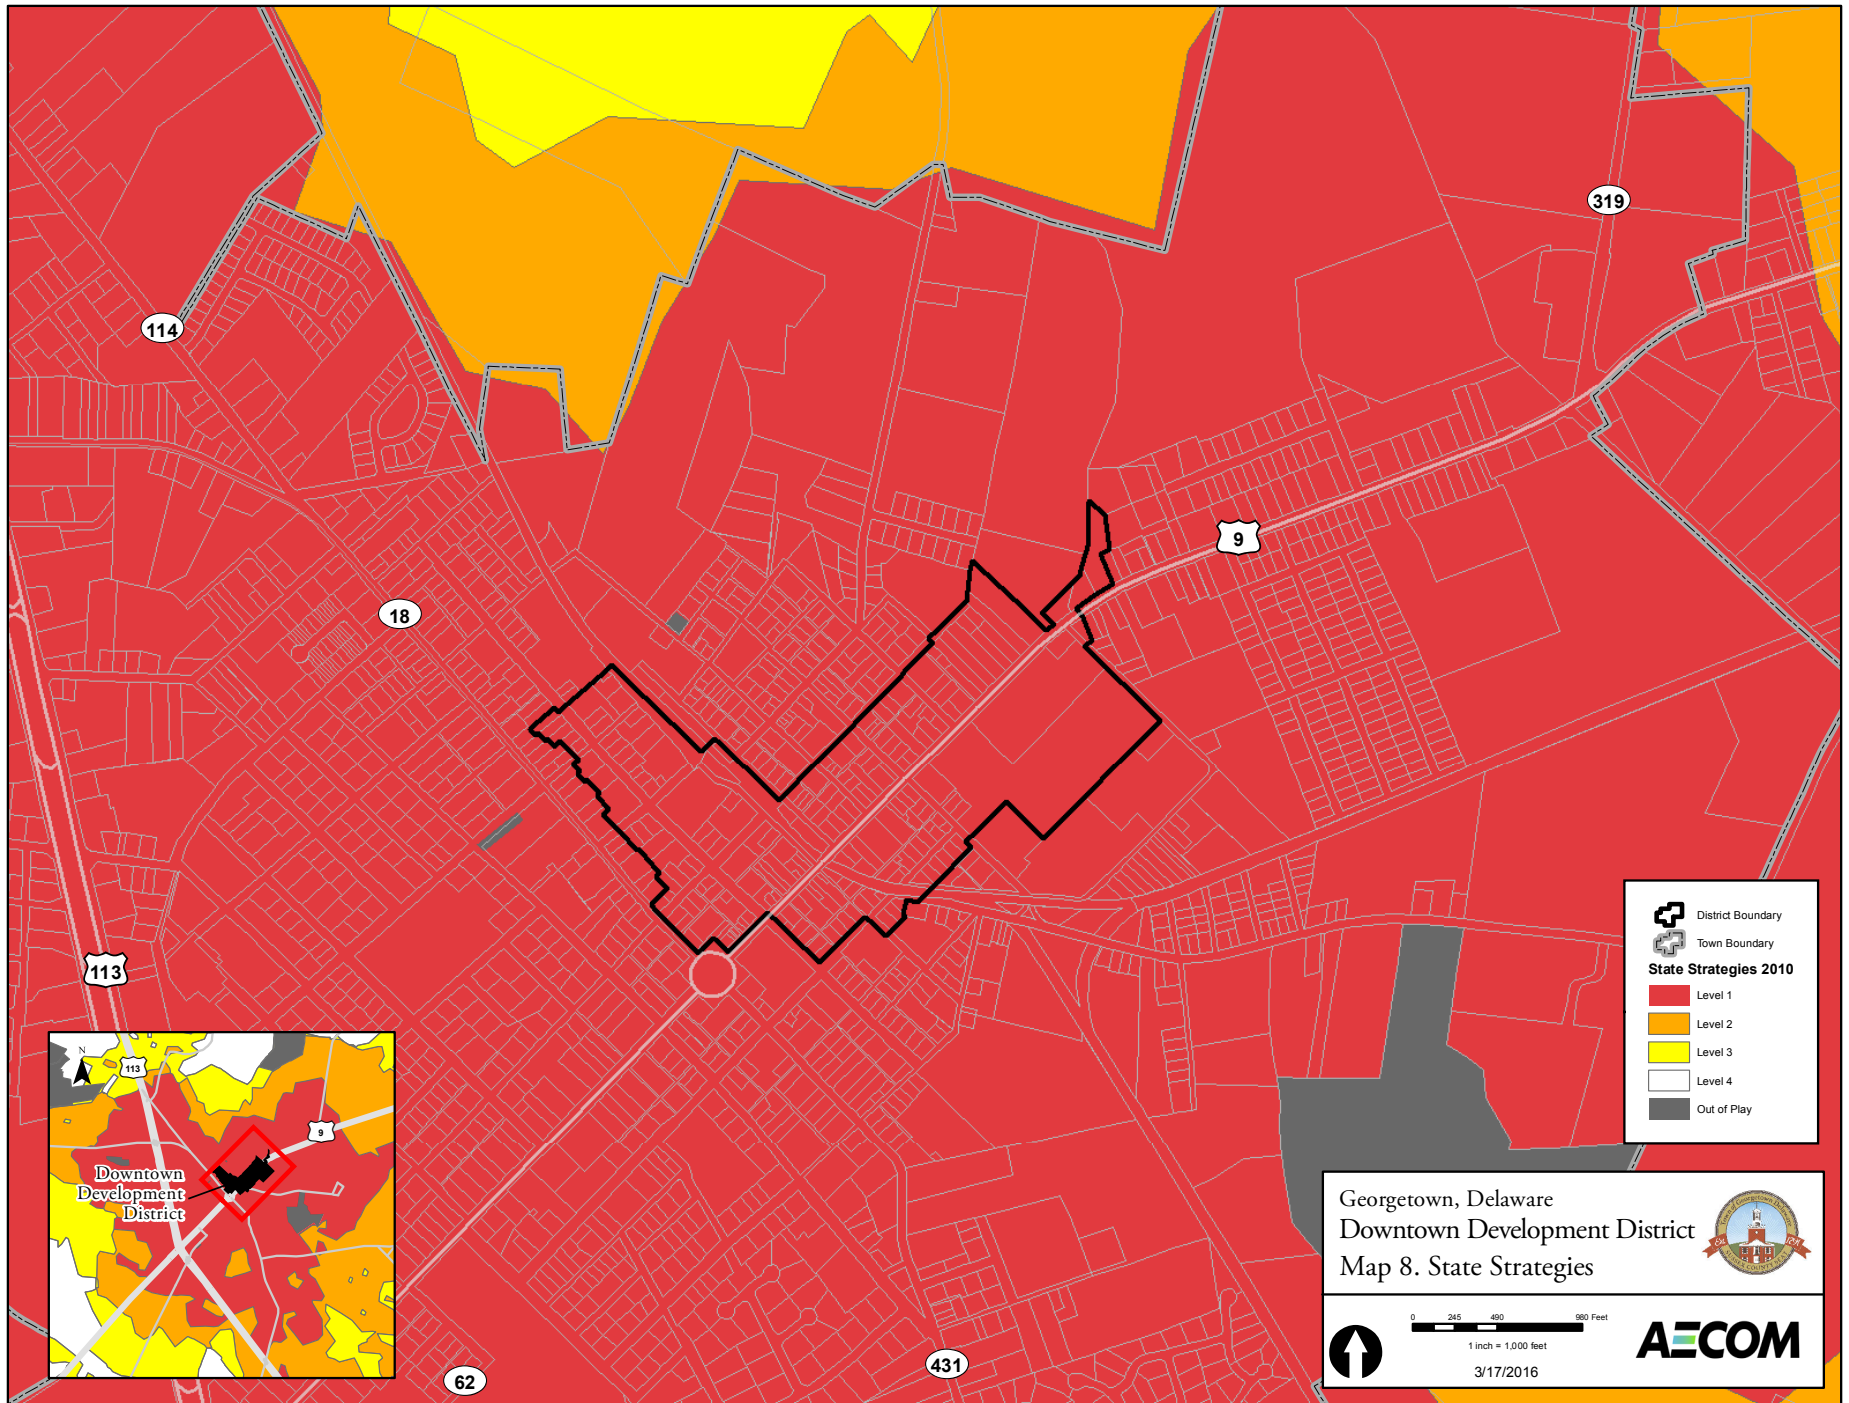 319
114
9
18
113
District Boundary
Town Boundary
State Strategies 2010
Level 1
Level 2
Level 3
Level 4
Out of Play
N
113
9
Downtown
Development
District
Georgetown, Delaware
Downtown Development District
Map 8. State Strategies
0 245 490 980 Feet
1 inch = 1,000 feet
3/17/2016
AECOM
62
431